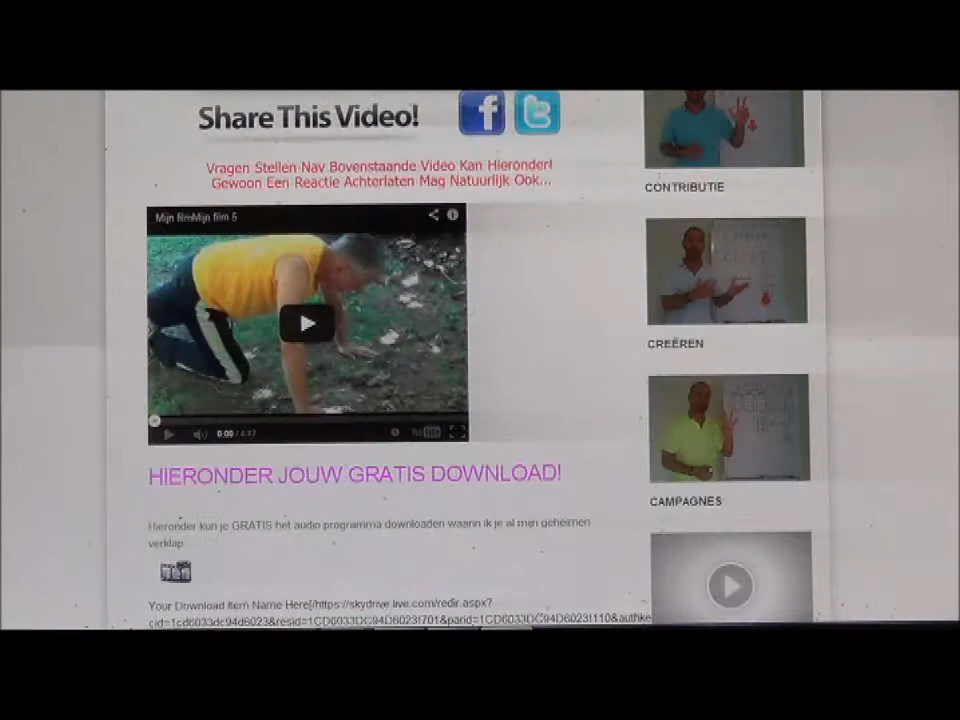 Share This Video!
Vragen Stellen Nav Bovenstaande Video Kan Hieronder!
Gewoon Een Reactie Achterlaten Mag Natuurlijk Ook...
CONTRIBUTIE
Mijn filmMijn film 5
CREËREN
0:00 / 4:17
HIERONDER JOUW GRATIS DOWNLOAD!
CAMPAGNES
Hieronder kun je GRATIS het audio programma downloaden waarin ik je al mijn geheimen
verklap
Your Download Item Name Here[/https://skydrive.live.com/redir.aspx?
cid=1cd6033dc94d6023&resid=1CD6033DC94D6023!701&parid=1CD6033DC94D6023!110&authke